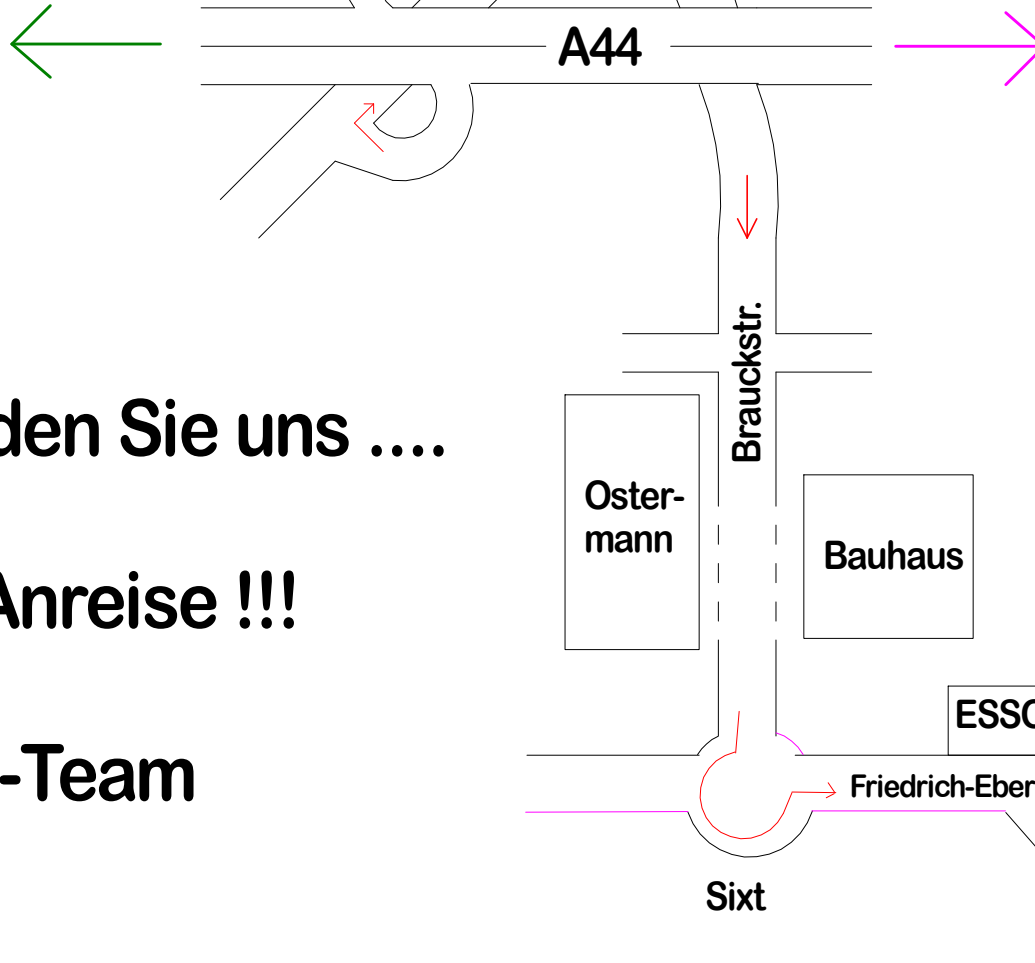 A44
Brauckstr.
den Sie uns ....
Oster-
mann
Bauhaus
Anreise !!!
ESSO
-Team
Friedrich-Eber
Sixt